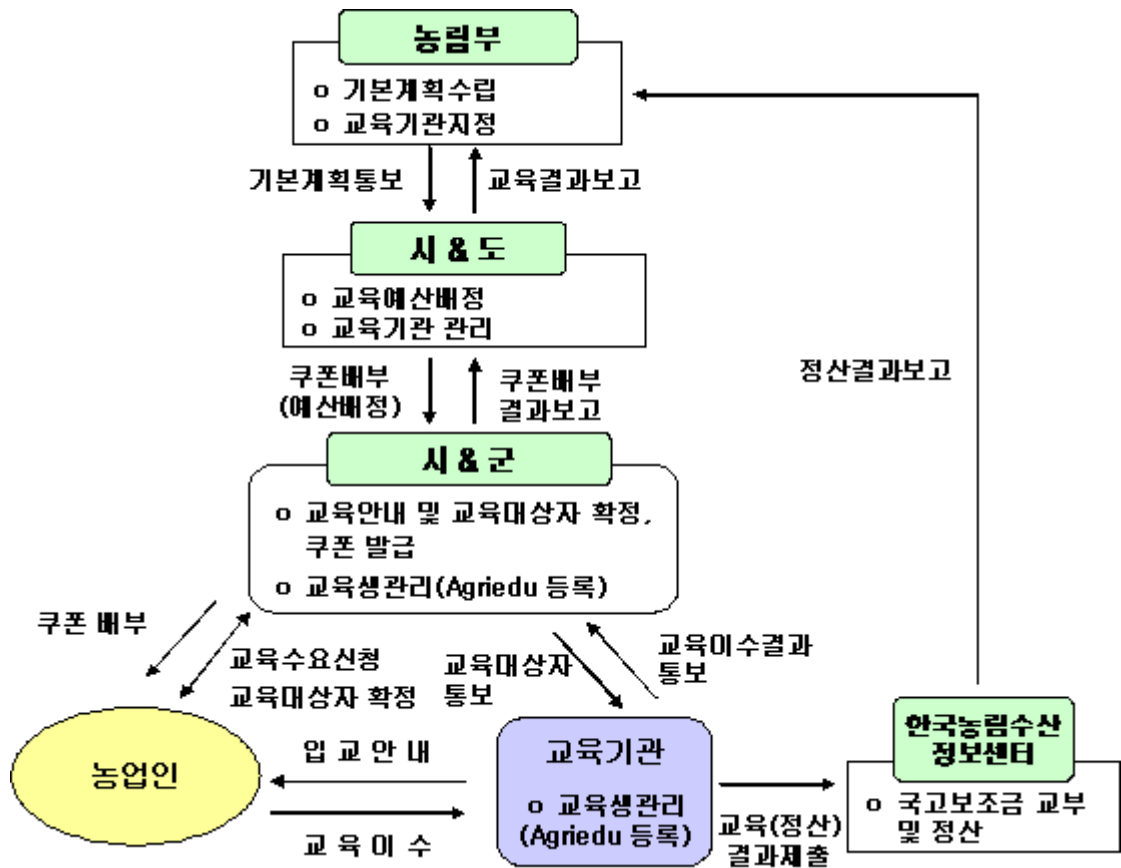 농림부
o 기본계획수립
o 교육기관지정
기본계획통보
교육결과보고
시 & 도
o 교육예산배정
o 교육기관 관리
쿠폰배부
(예산배정)
쿠폰배부
결과보고
정산결과보고
시 & 군
o 교육안내 및 교육대상자 확정,
쿠폰 발급
o 교육생관리(Agriedu 등록)
쿠폰 배부
교육수요신청
교육대상자 확정
교육대상자
통보
교육이수결과
통보
농업인
입 교 안 내
교 육 이 수
교육기관
o 교육생관리
(Agriedu 등록)
교육(정산)
결과제출
한국농림수산
정보센터
o 국고보조금 교부
및 정산